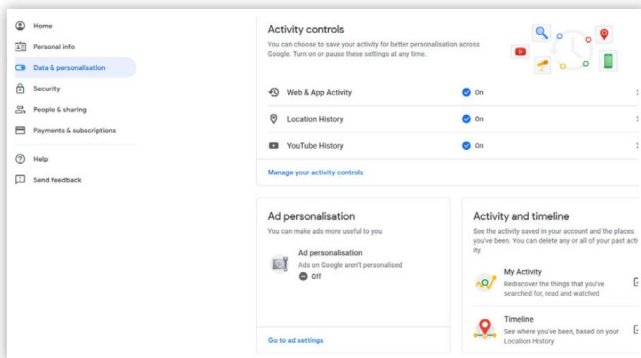 Home
Personal info
Data & personalisation
Security
People & sharing
Payments & subscriptions
Help
Send feedback
Activity controls
You can choose to save your activity for better personalisation across
Google. Turn on or pause these settings at any time.
Web & App Activity On
Location History On
YouTube History On
Manage your activity controls
Ad personalisation
You can make ads more useful to you
Ad personalisation
Ads on Google aren't personalised
Off
Go to ad settings
Activity and timeline
See the activity saved in your account and the places
you've been. You can delete any or all of your past acti
ity.
My Activity
Rediscover the things that you've
searched for, read and watched
Timeline
See where you've been, based on your
Location History